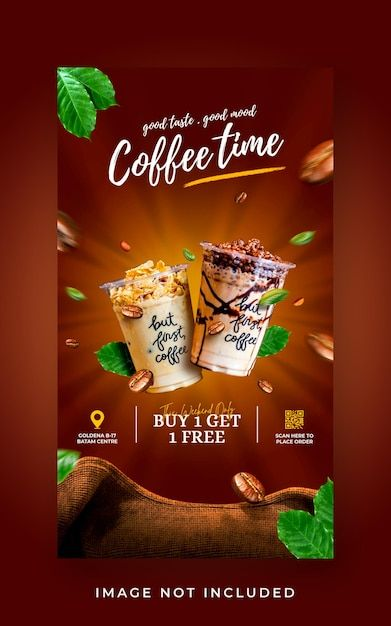 good taste . good mood
Coffee time
but
first,
coffee
but
first,
coffee
This Weekend Only
BUY 1 GET
1 FREE
GOLDENA B-17
BATAM CENTRE
SCAN HERE TO
PLACE ORDER
IMAGE NOT INCLUDED